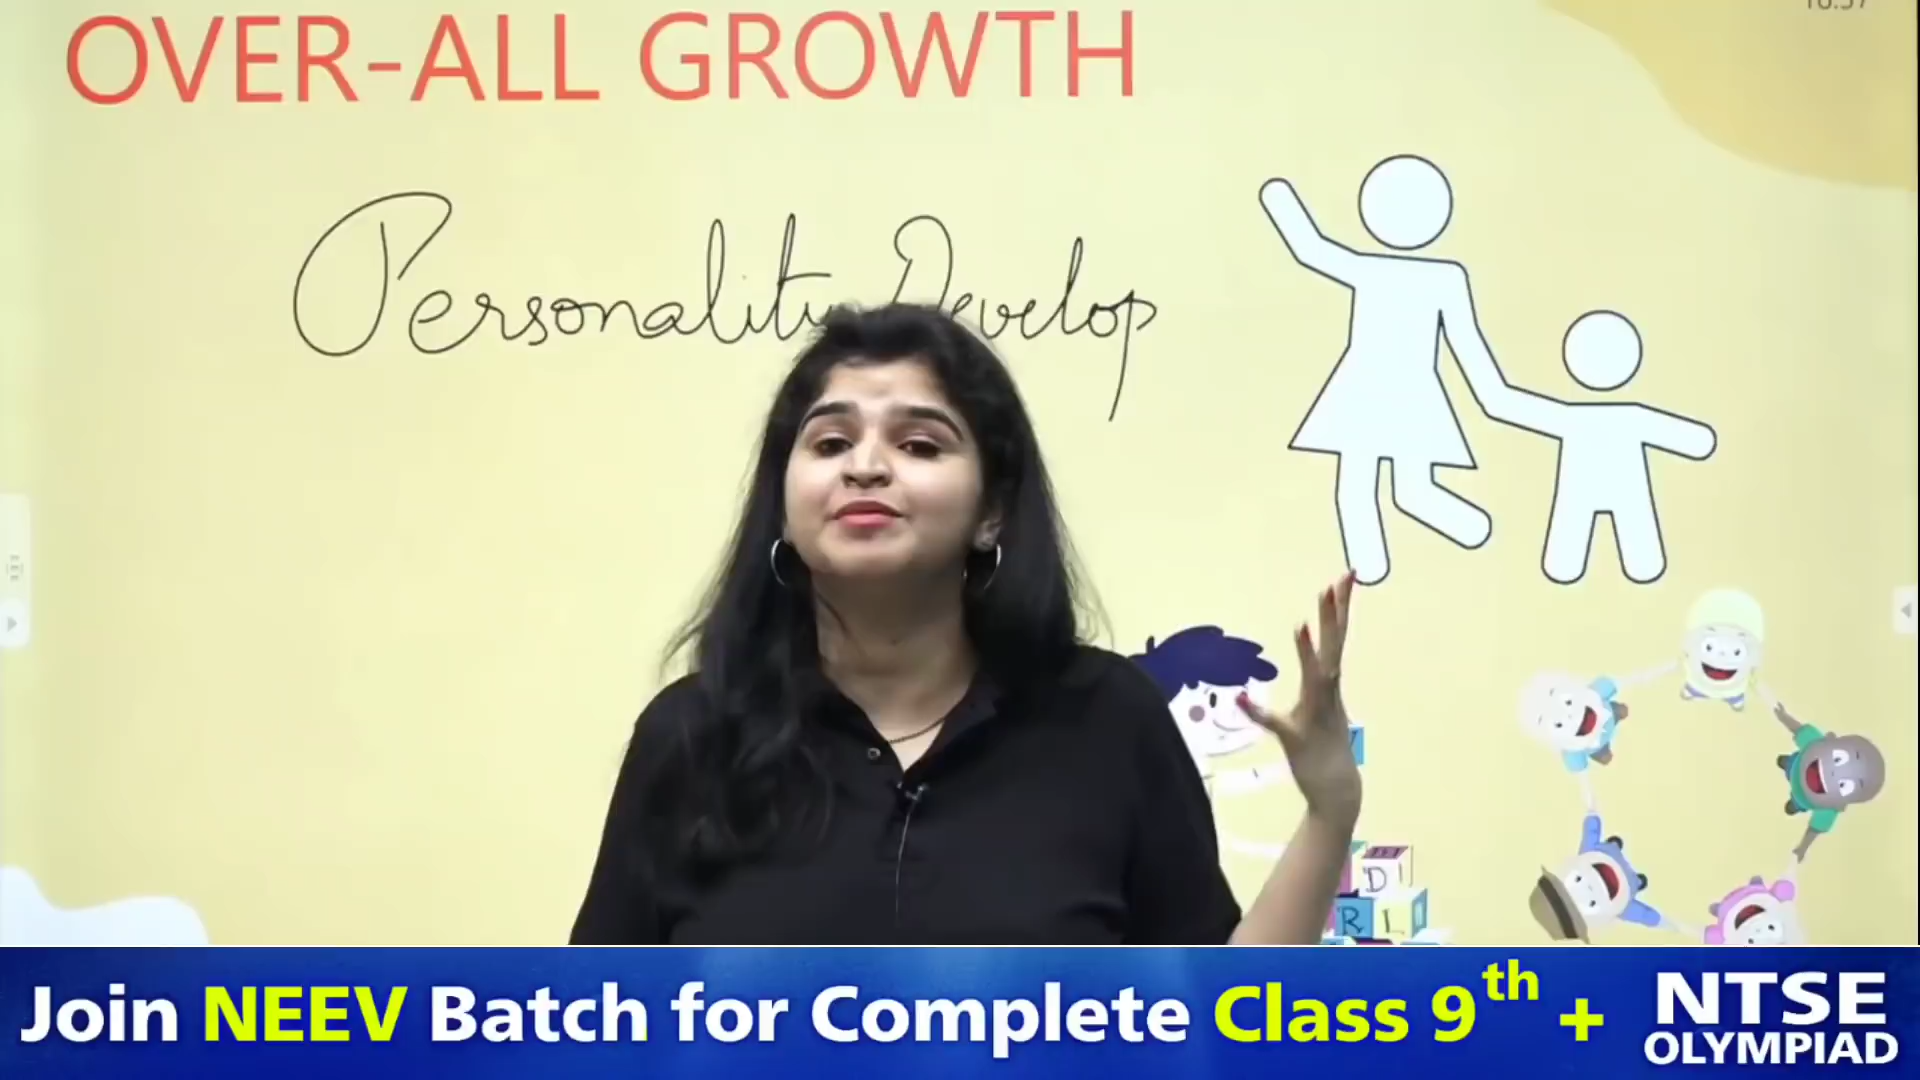 OVER-ALL GROWTH
Personality Develop
D
R L
Join NEEV Batch for Complete Class 9th + NTSE OLYMPIAD